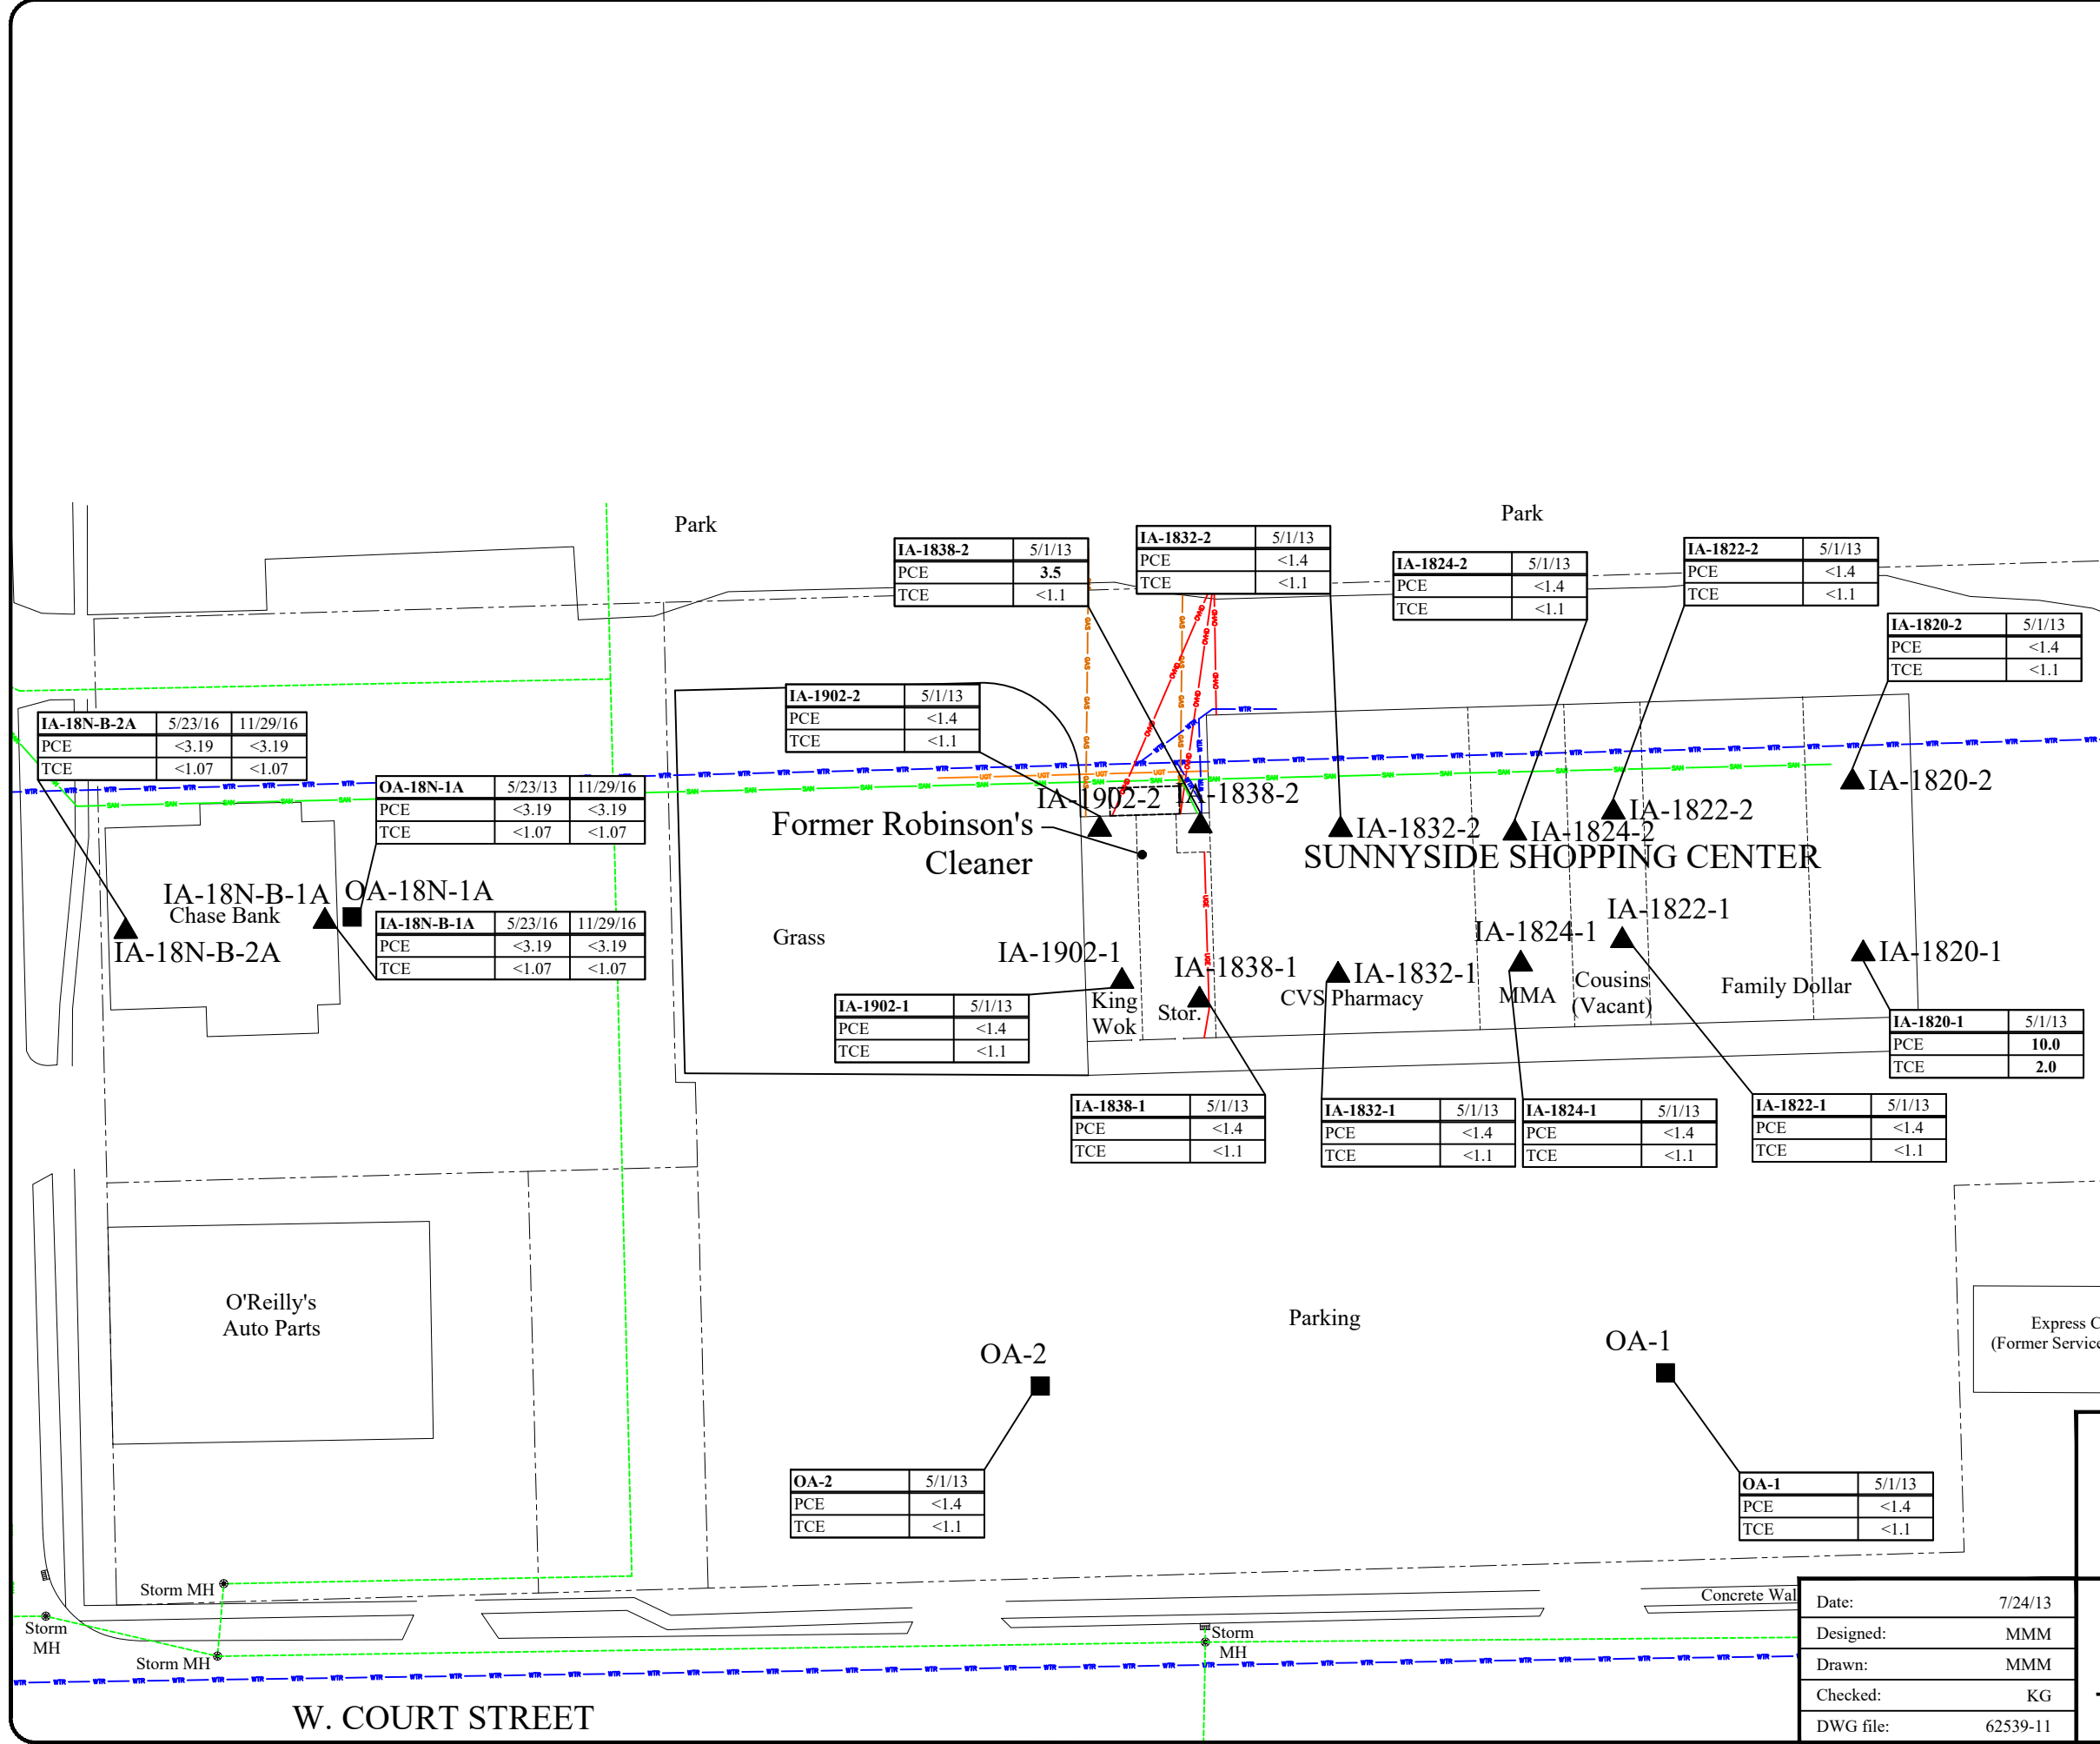 Park
Park
IA-1838-2 5/1/13
PCE 3.5
TCE <1.1
IA-1832-2 5/1/13
PCE <1.4
TCE <1.1
IA-1824-2 5/1/13
PCE <1.4
TCE <1.1
IA-1822-2 5/1/13
PCE <1.4
TCE <1.1
IA-1820-2 5/1/13
PCE <1.4
TCE <1.1
IA-1902-2 5/1/13
PCE <1.4
TCE <1.1
IA-18N-B-2A 5/23/16 11/29/16
PCE <3.19 <3.19
TCE <1.07 <1.07
OA-18N-1A 5/23/13 11/29/16
PCE <3.19 <3.19
TCE <1.07 <1.07
IA-18N-B-1A 5/23/16 11/29/16
PCE <3.19 <3.19
TCE <1.07 <1.07
WTR
SAN
GAS
UGT
OVHD
UGE
IA-1902-2
IA-1838-2
IA-1832-2
IA-1824-2
IA-1822-2
IA-1820-2
Former Robinson's
Cleaner
SUNNYSIDE SHOPPING CENTER
IA-18N-B-1A
OA-18N-1A
Chase Bank
IA-18N-B-2A
Grass
IA-1902-1
IA-1838-1
IA-1832-1
IA-1824-1
IA-1822-1
IA-1820-1
King
Wok
Stor.
CVS Pharmacy
MMA
Cousins
(Vacant)
Family Dollar
IA-1902-1 5/1/13
PCE <1.4
TCE <1.1
IA-1820-1 5/1/13
PCE 10.0
TCE 2.0
IA-1838-1 5/1/13
PCE <1.4
TCE <1.1
IA-1832-1 5/1/13
PCE <1.4
TCE <1.1
IA-1824-1 5/1/13
PCE <1.4
TCE <1.1
IA-1822-1 5/1/13
PCE <1.4
TCE <1.1
O'Reilly's
Auto Parts
Parking
Express C
(Former Service
OA-2
OA-1
OA-2 5/1/13
PCE <1.4
TCE <1.1
OA-1 5/1/13
PCE <1.4
TCE <1.1
Storm MH
Storm
MH
Storm MH
Storm
MH
Concrete Wal
W. COURT STREET
Date: 7/24/13
Designed: MMM
Drawn: MMM
Checked: KG
DWG file: 62539-11